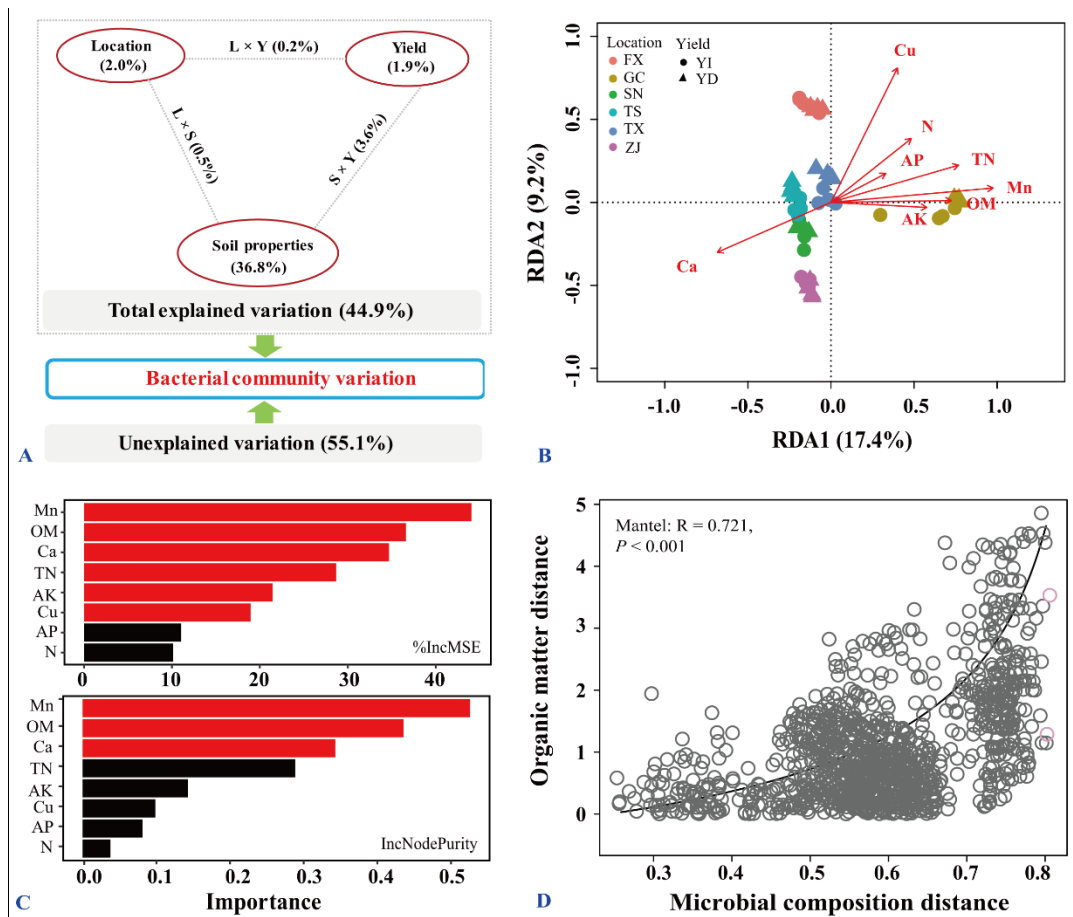 Location
(2.0%)
L × Y (0.2%)
Yield
(1.9%)
L × S (0.5%)
S × Y (3.6%)
Soil properties
(36.8%)
Total explained variation (44.9%)
Bacterial community variation
Unexplained variation (55.1%)
A
Location
FX
GC
SN
TS
TX
ZJ
Yield
YI
YD
Cu
N
AP
TN
Mn
OM
AK
Ca
1.0
0.5
0.0
-0.5
-1.0
RDA2 (9.2%)
-1.0 -0.5 0.0 0.5 1.0
RDA1 (17.4%)
B
Mn
OM
Ca
TN
AK
Cu
AP
N
%IncMSE
0 10 20 30 40
Mn
OM
Ca
TN
AK
Cu
AP
N
IncNodePurity
0.0 0.1 0.2 0.3 0.4 0.5
Importance
C
Mantel: R = 0.721,
P < 0.001
5
4
3
2
1
0
Organic matter distance
0.3 0.4 0.5 0.6 0.7 0.8
Microbial composition distance
D